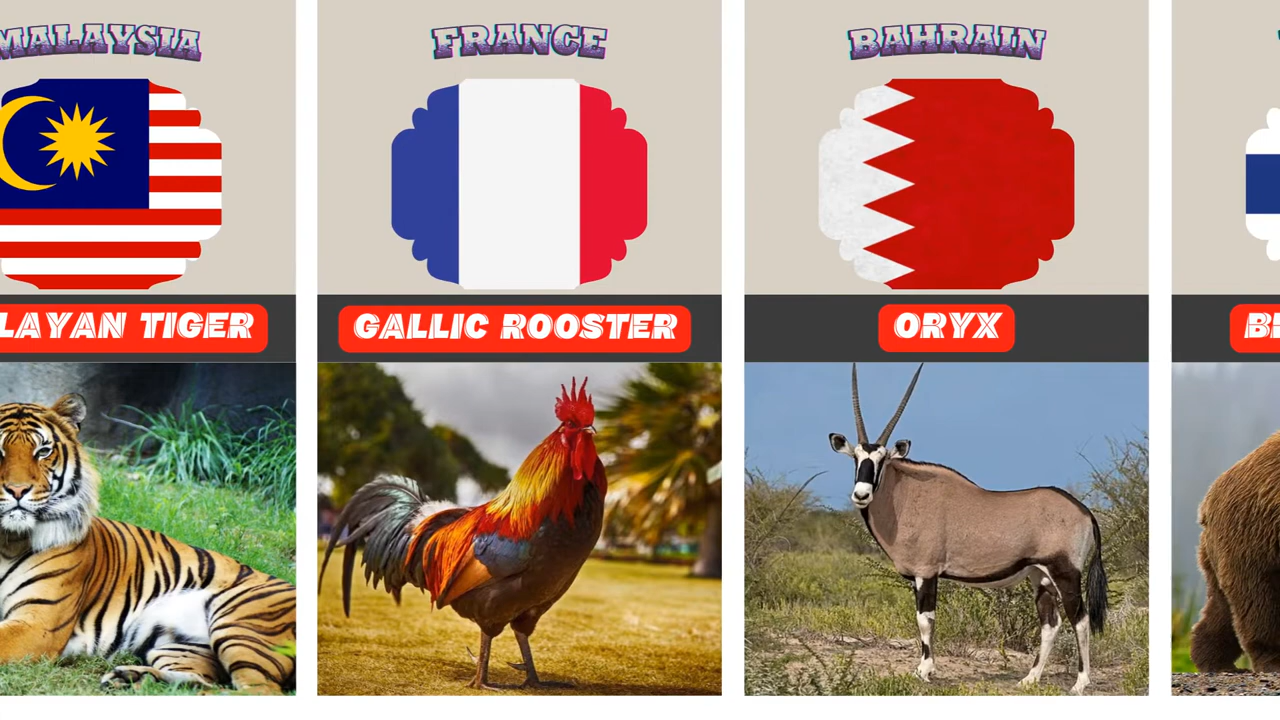 MALAYSIA
FRANCE
BAHRAIN
LAYAN TIGER
GALLIC ROOSTER
ORYX